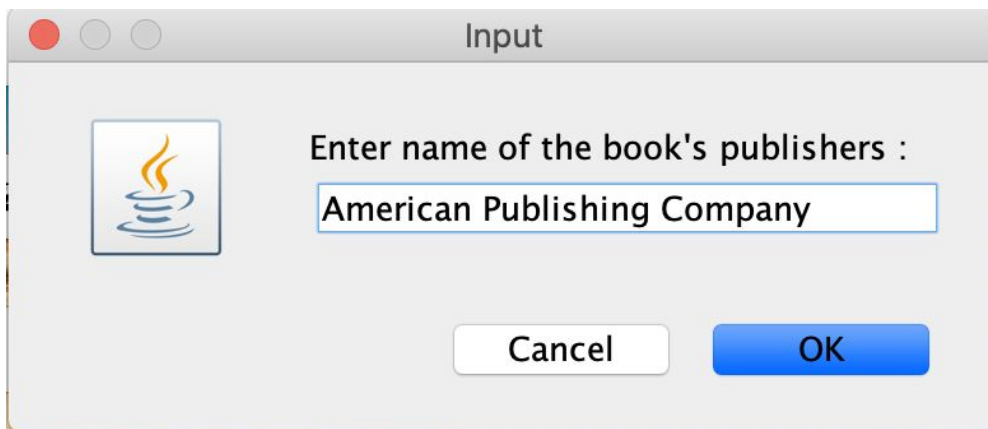 Input
Enter name of the book's publishers :
American Publishing Company
Cancel OK